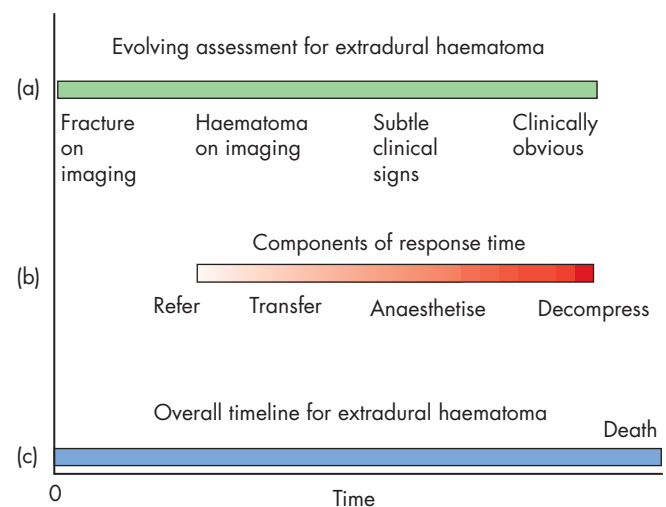 Evolving assessment for extradural haematoma
(a)
Fracture
on
imaging
Haematoma
on imaging
Subtle
clinical
signs
Clinically
obvious
Components of response time
(b)
Refer
Transfer
Anaesthetise
Decompress
Overall timeline for extradural haematoma
Death
(c)
0
Time